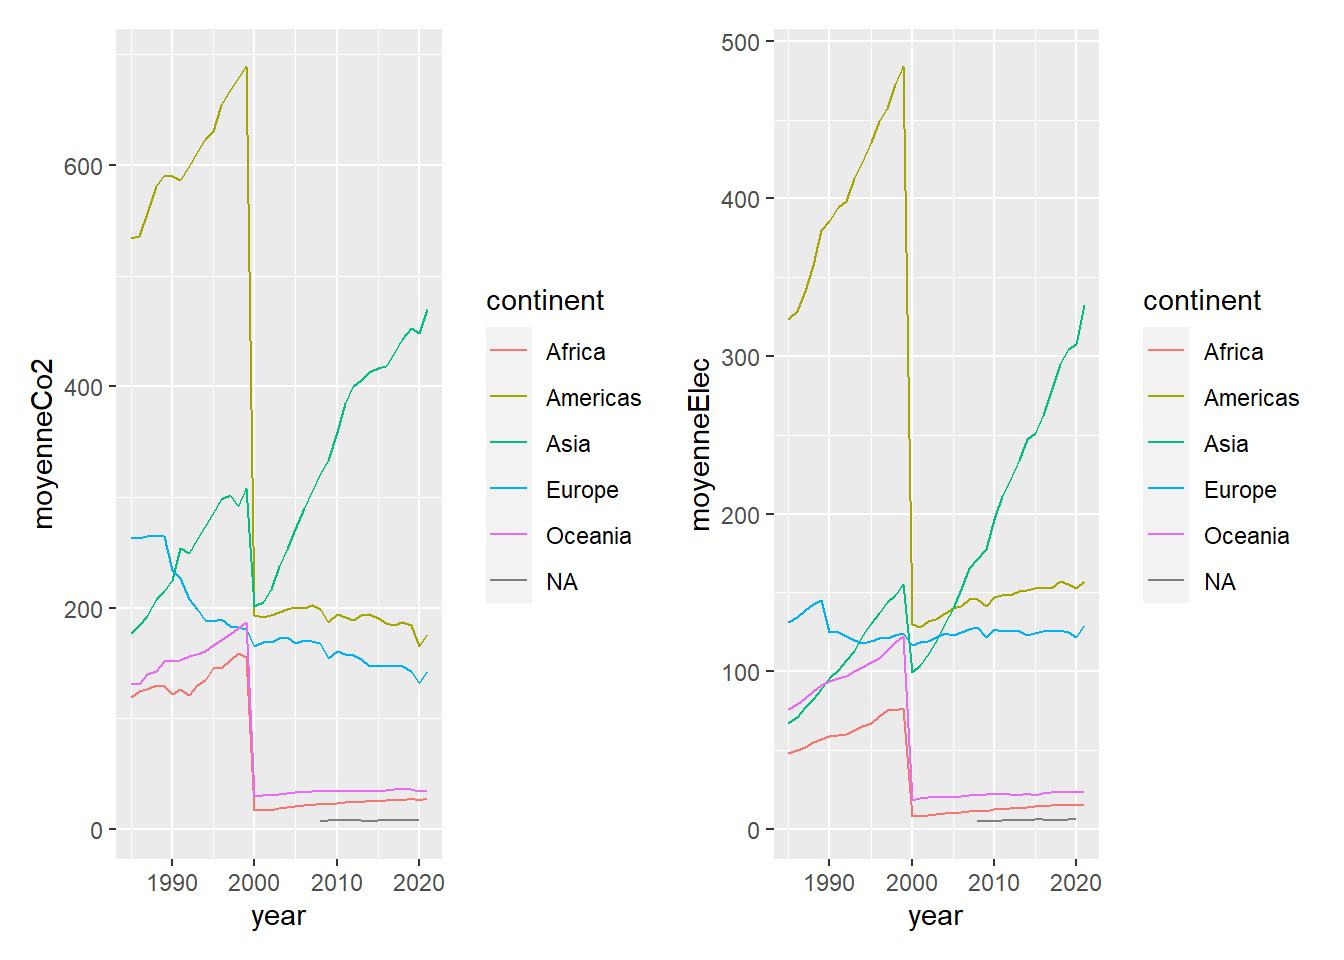 moyenneCo2
600
400
200
0
1990 2000 2010 2020
year
continent
Africa
Americas
Asia
Europe
Oceania
NA
moyenneElec
500
400
300
200
100
0
1990 2000 2010 2020
year
continent
Africa
Americas
Asia
Europe
Oceania
NA